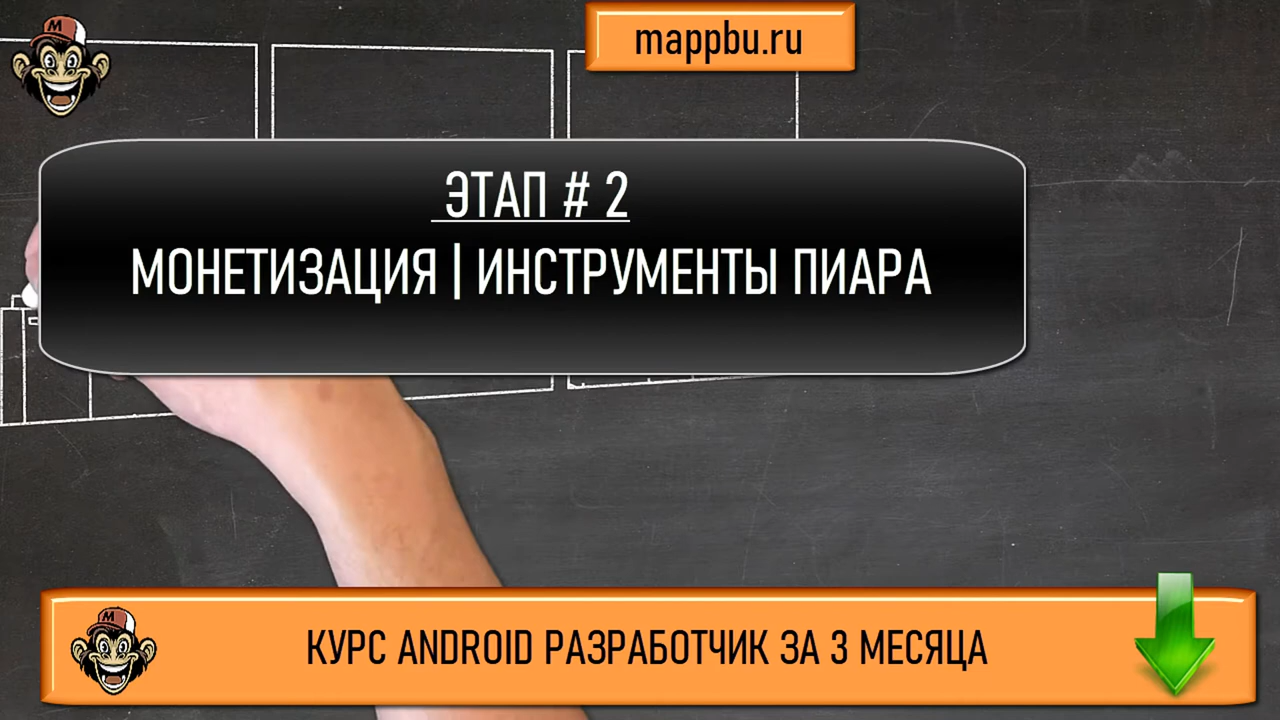 mappbu.ru
ЭТАП # 2
МОНЕТИЗАЦИЯ | ИНСТРУМЕНТЫ ПИАРА
КУРС ANDROID РАЗРАБОТЧИК ЗА 3 МЕСЯЦА
M
M